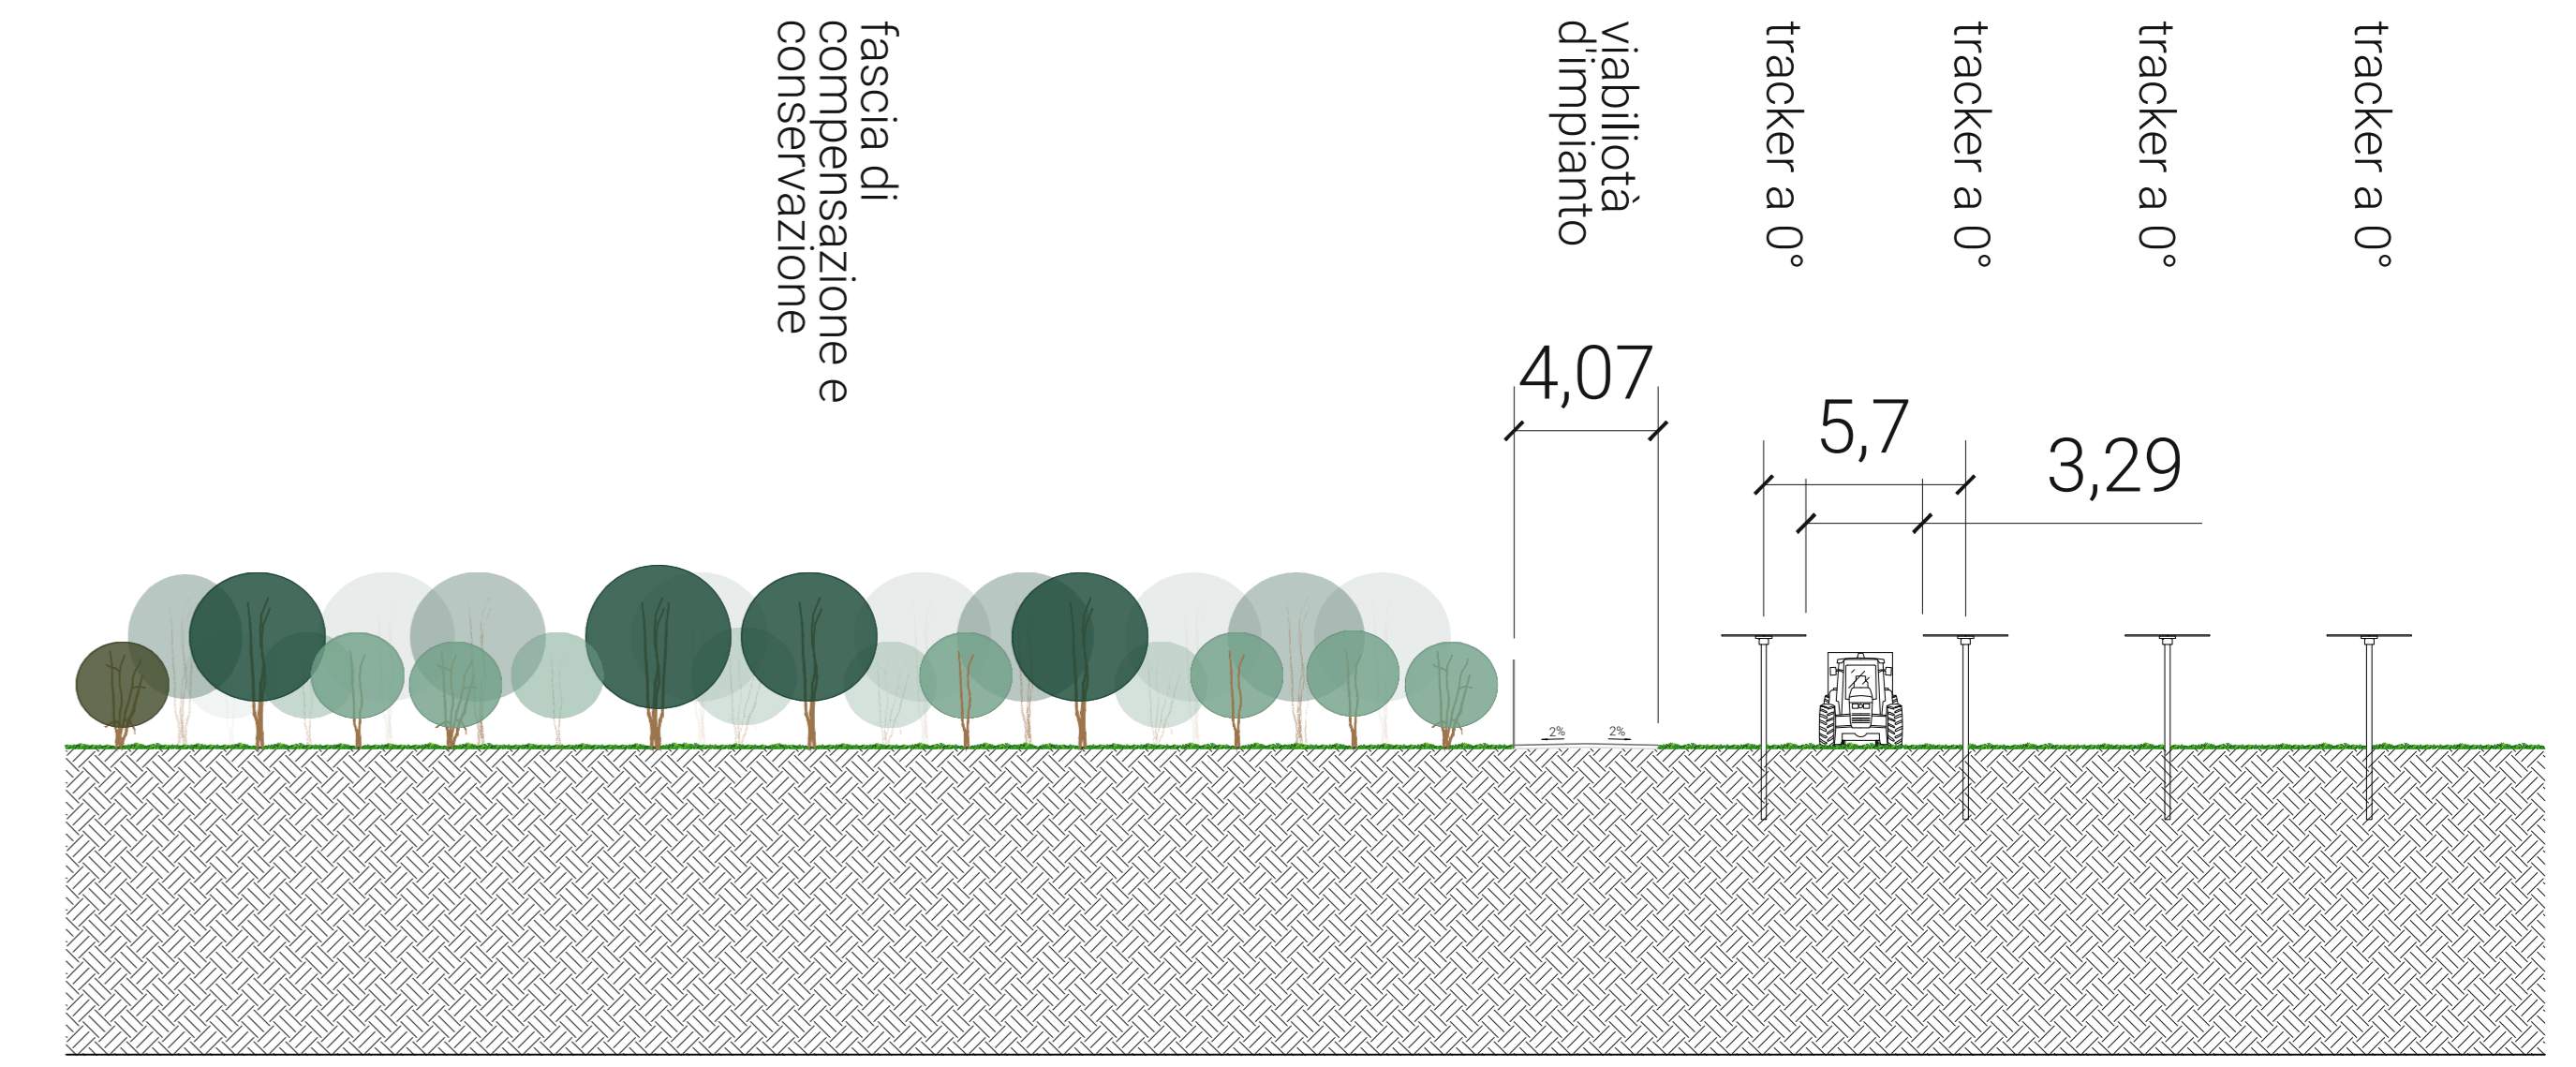 fascia di
compensazione e
conservazione
viabiliotà
d'impianto
tracker a 0°
tracker a 0°
tracker a 0°
tracker a 0°
4,07
5,7
3,29
2%
2%